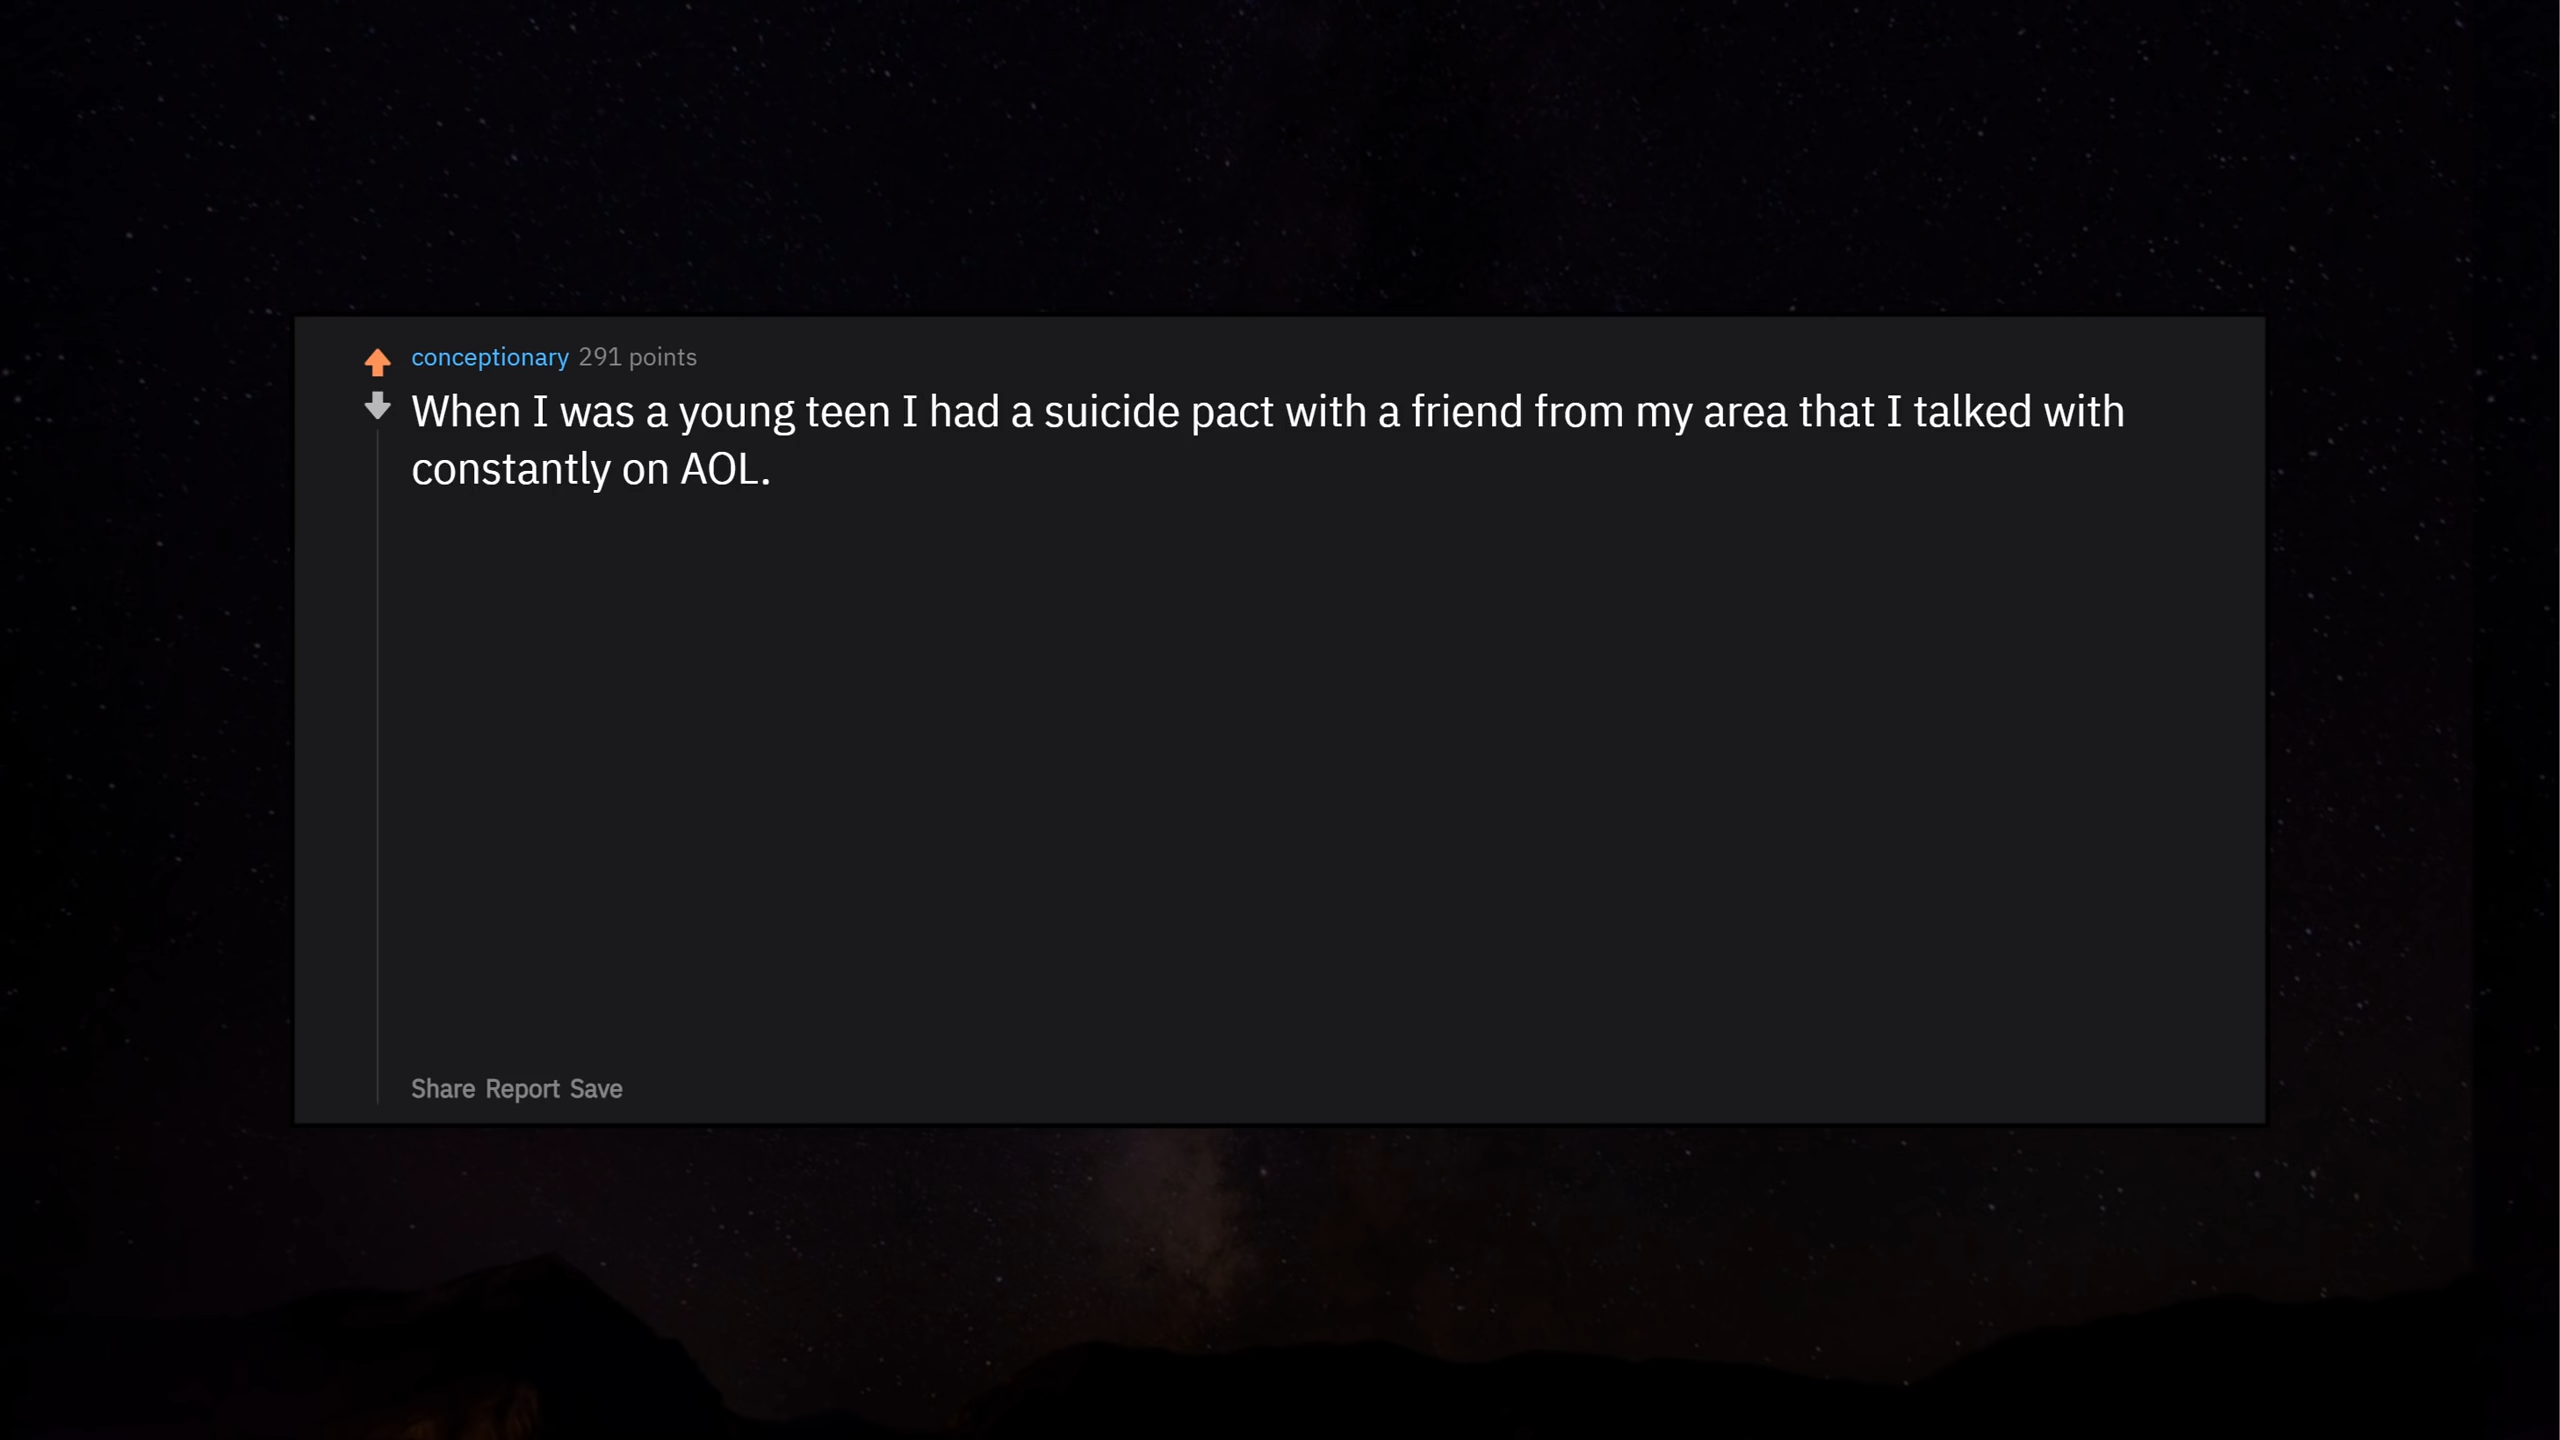 conceptionary 291 points
When I was a young teen I had a suicide pact with a friend from my area that I talked with
constantly on AOL.
Share Report Save